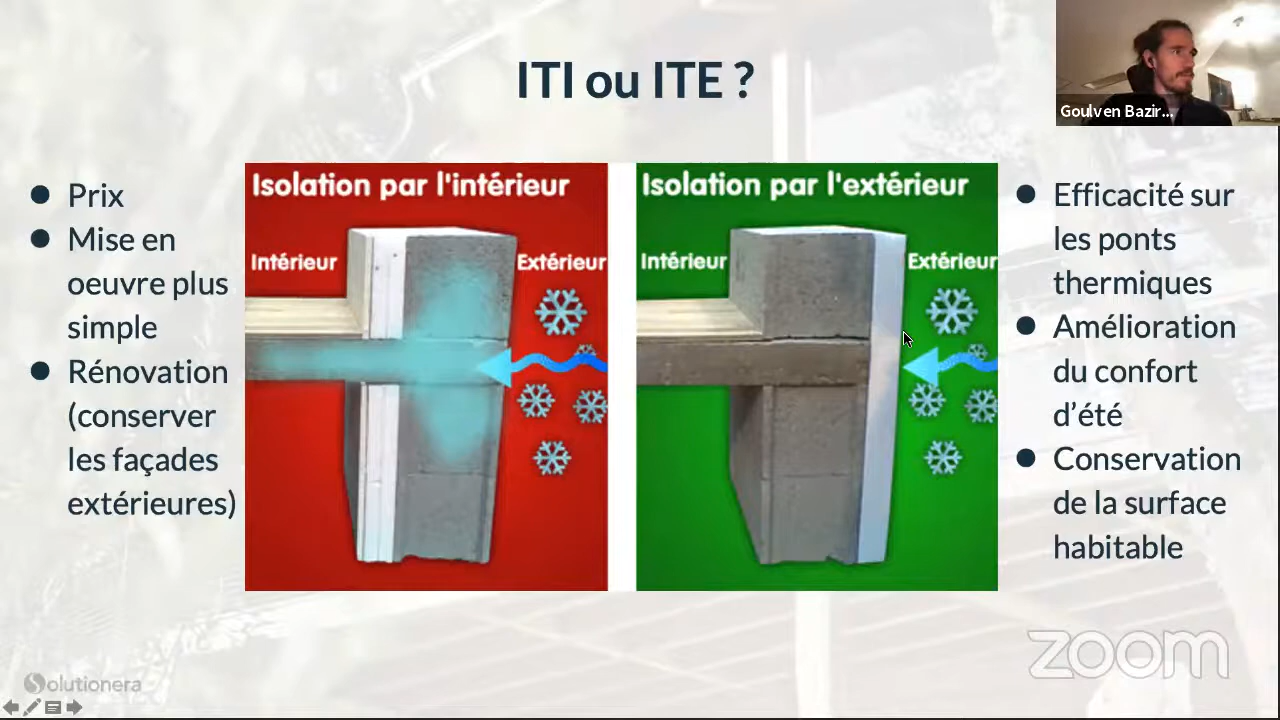 ITI ou ITE ?
Goulven Bazir...
Prix
Mise en
oeuvre plus
simple
Rénovation
(conserver
les façades
extérieures)
Isolation par l'intérieur
Intérieur
Extérieur
Isolation par l'extérieur
Intérieur
Extérieur
Efficacité sur
les ponts
thermiques
Amélioration
du confort
d'été
Conservation
de la surface
habitable
Solutionera
zoom